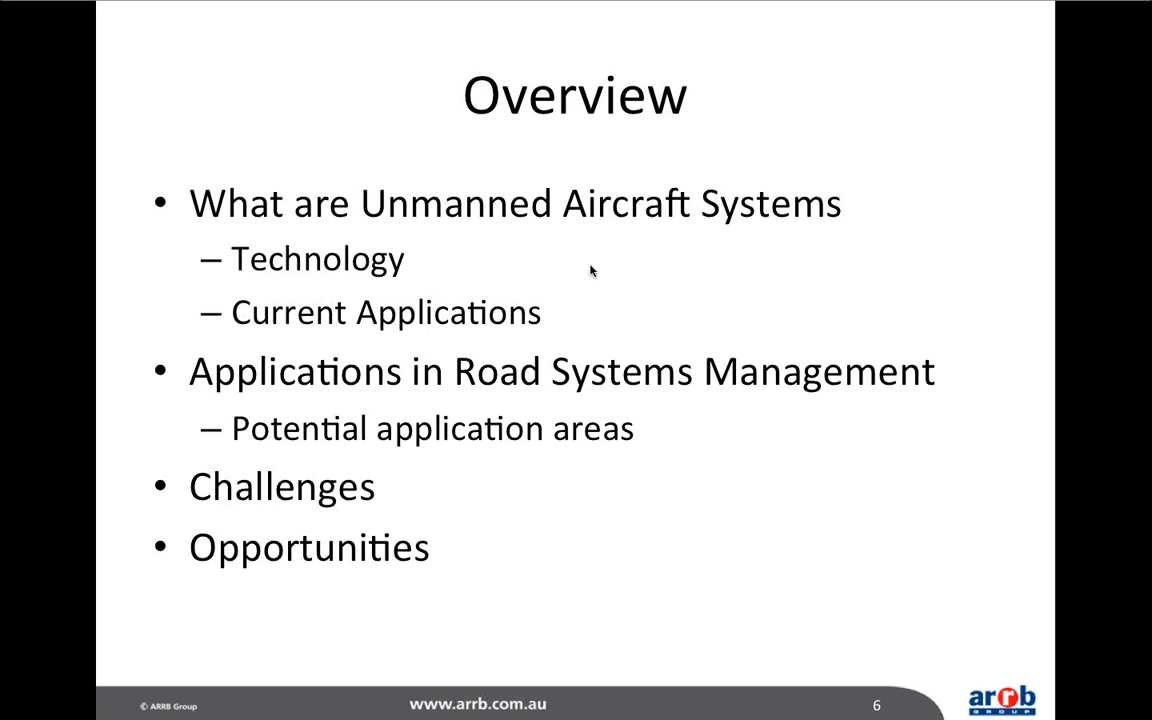 Overview
• What are Unmanned Aircraft Systems
– Technology
– Current Applications
• Applications in Road Systems Management
– Potential application areas
• Challenges
• Opportunities
© ARRB Group
www.arrb.com.au
6
arrb
GROUP